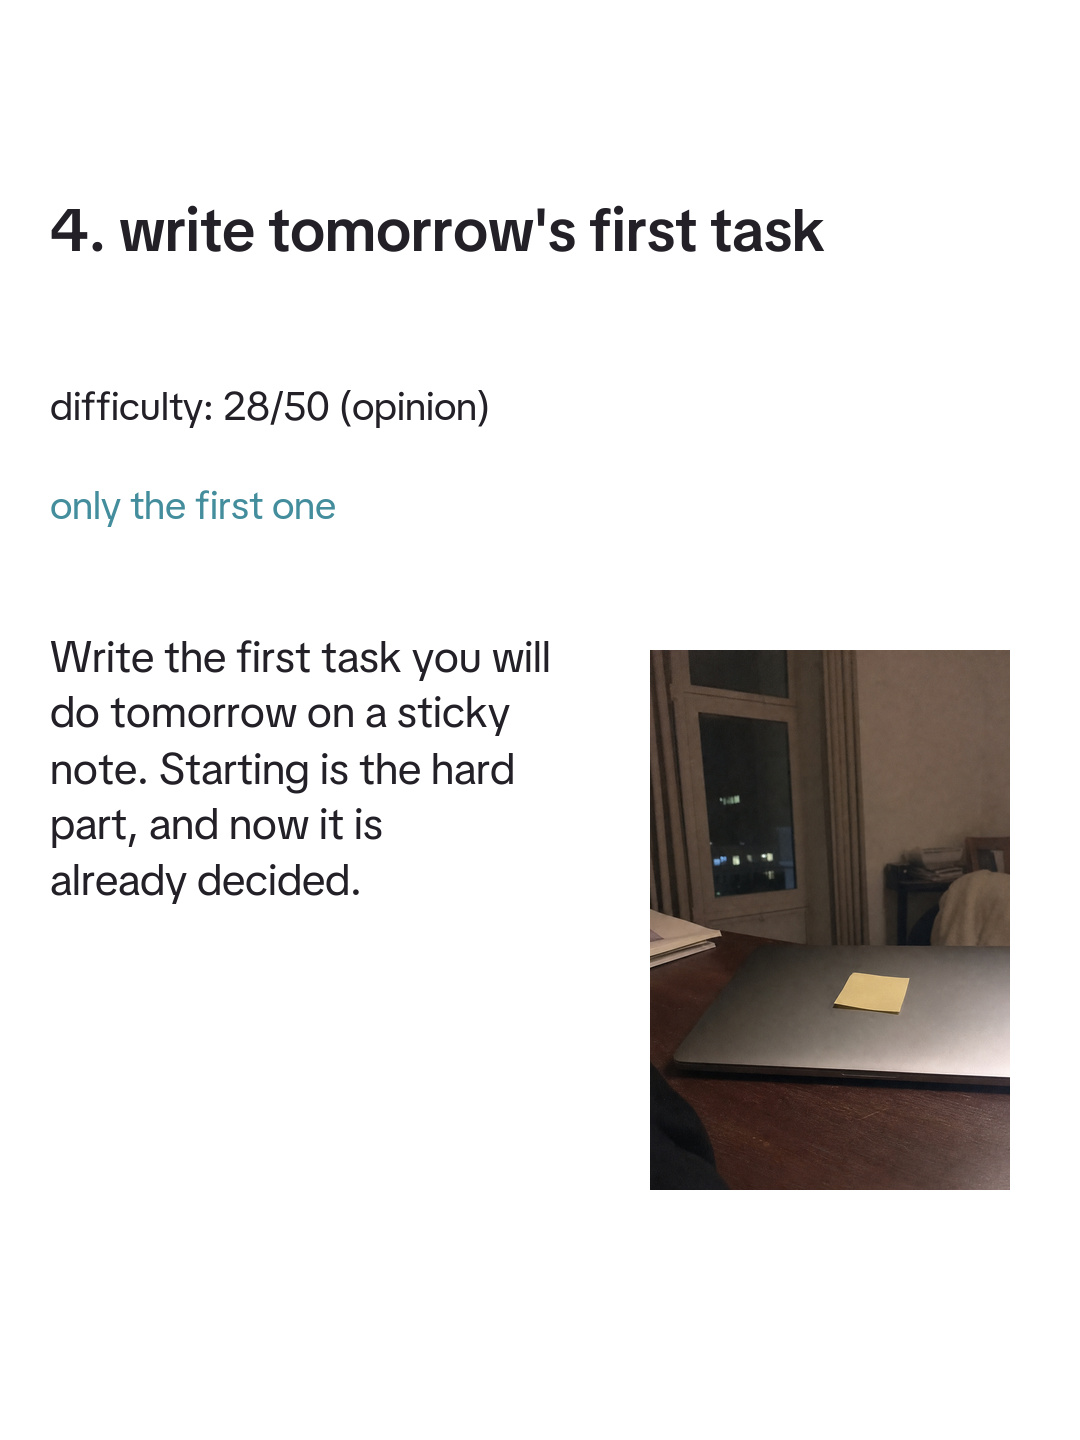 4. write tomorrow's first task
difficulty: 28/50 (opinion)
only the first one
Write the first task you will
do tomorrow on a sticky
note. Starting is the hard
part, and now it is
already decided.